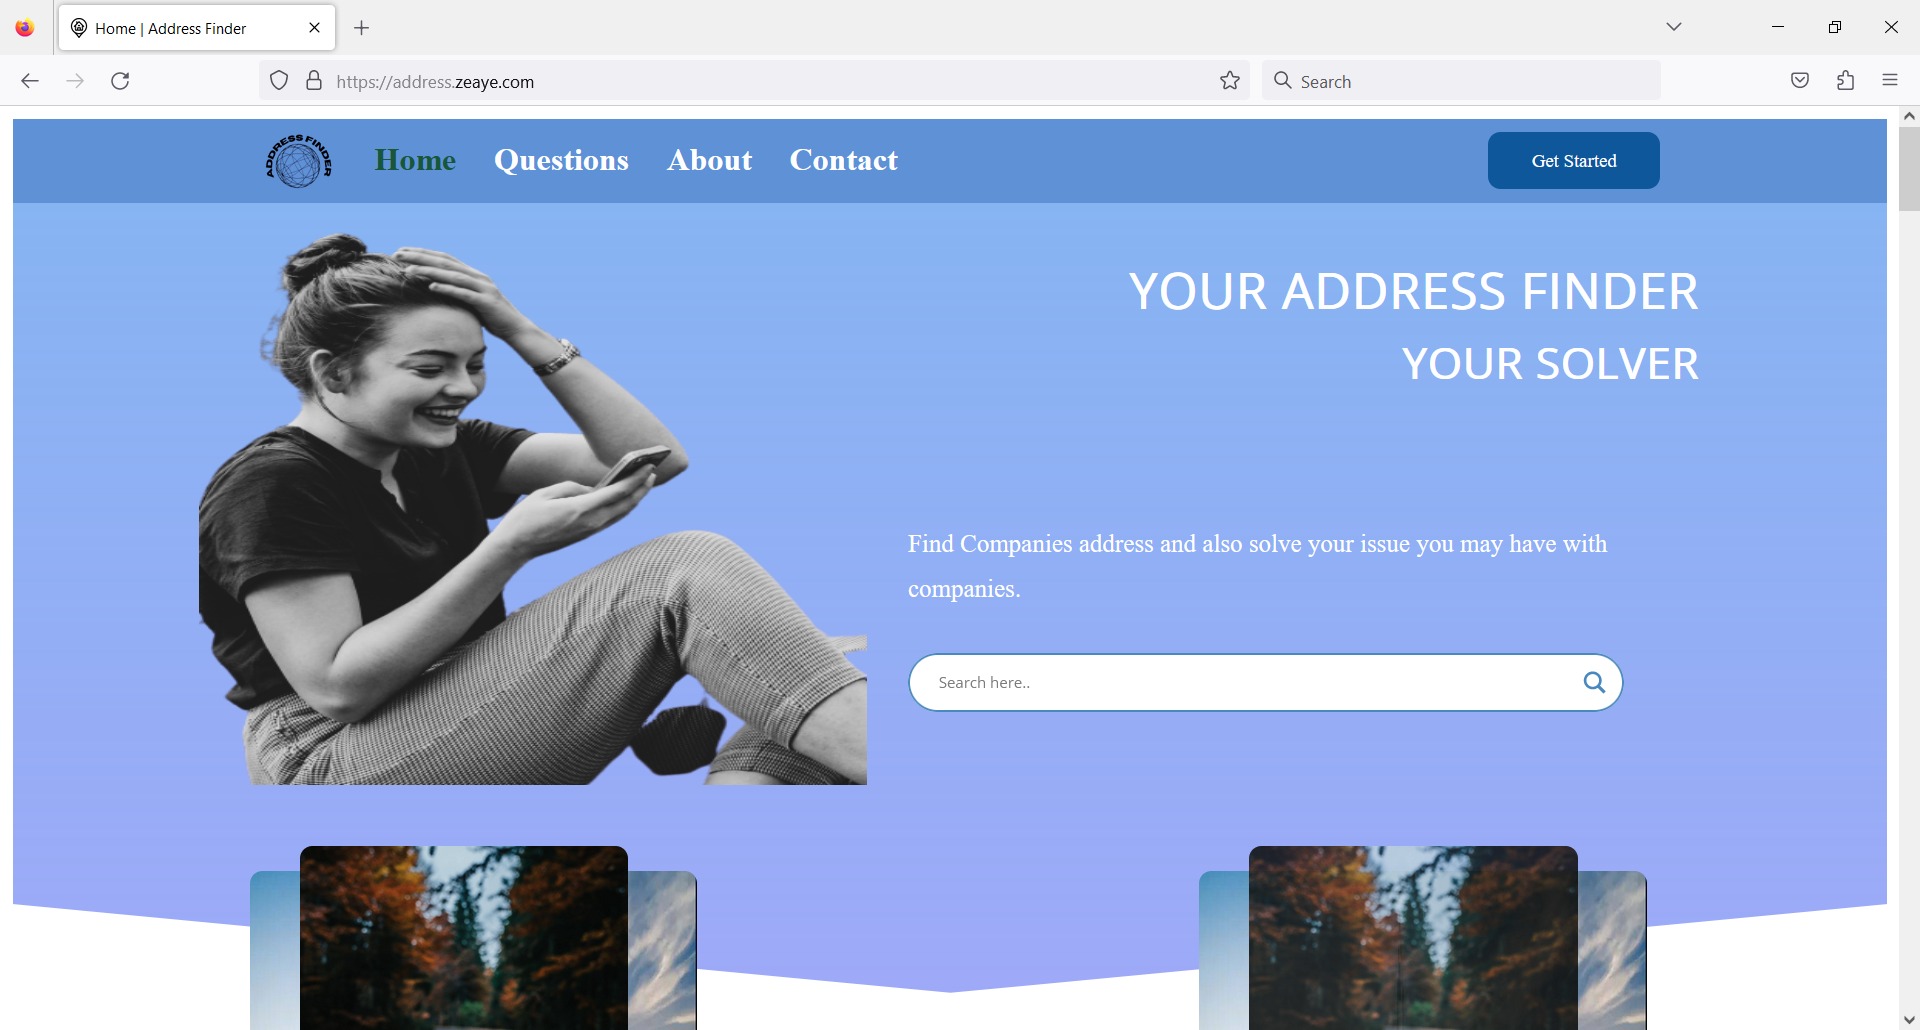 Home | Address Finder
https://address.zeaye.com
Search
ADDRESS FINDER
Home
Questions
About
Contact
Get Started
YOUR ADDRESS FINDER
YOUR SOLVER
Find Companies address and also solve your issue you may have with
companies.
Search here..